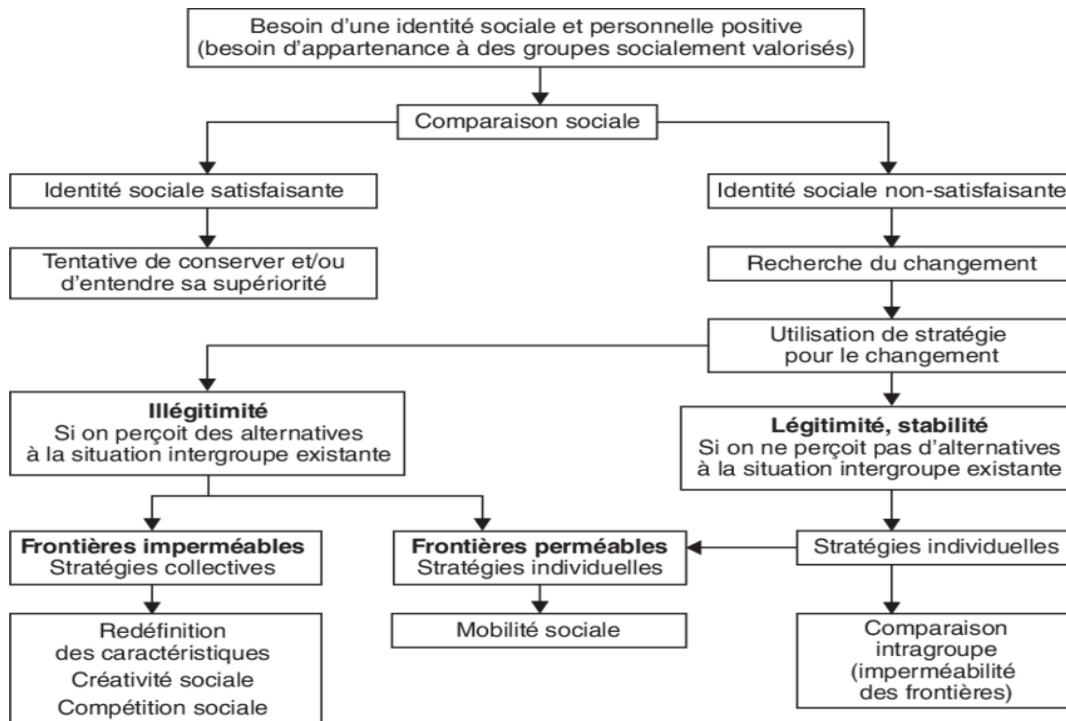 Besoin d'une identité sociale et personnelle positive
(besoin d'appartenance à des groupes socialement valorisés)
Comparaison sociale
Identité sociale satisfaisante
Identité sociale non-satisfaisante
Tentative de conserver et/ou
d'entendre sa supériorité
Recherche du changement
Utilisation de stratégie
pour le changement
Illégitimité
Si on perçoit des alternatives
à la situation intergroupe existante
Légitimité, stabilité
Si on ne perçoit pas d'alternatives
à la situation intergroupe existante
Frontières imperméables
Stratégies collectives
Frontières perméables
Stratégies individuelles
Stratégies individuelles
Redéfinition
des caractéristiques
Créativité sociale
Compétition sociale
Mobilité sociale
Comparaison
intragroupe
(imperméabilité
des frontières)